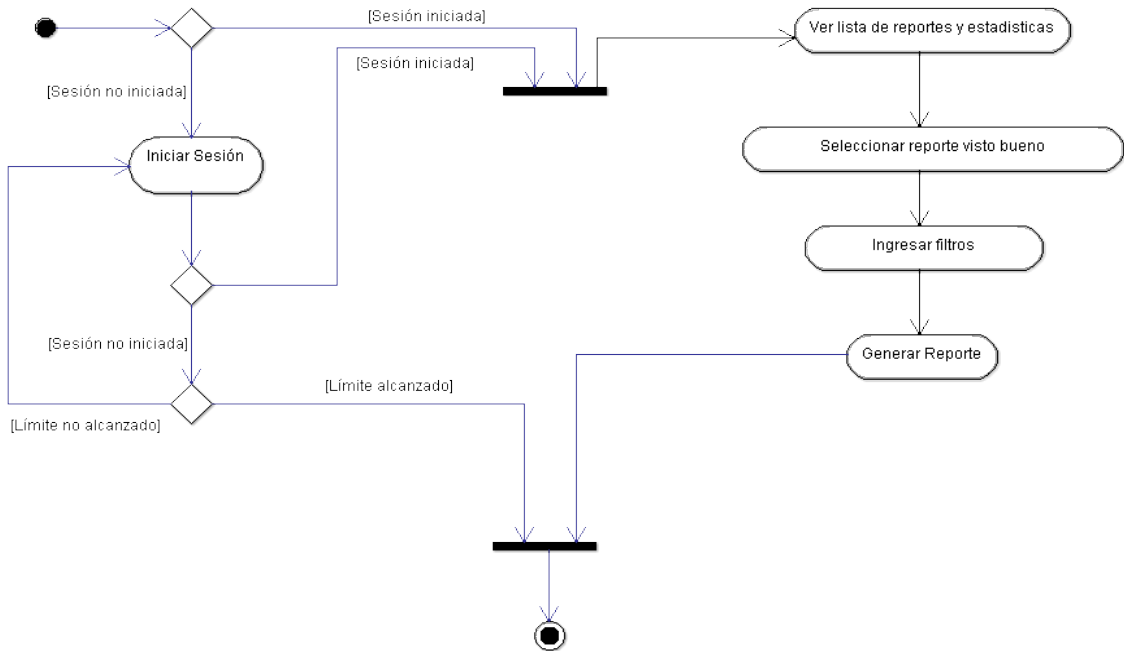 [Sesión iniciada]
Ver lista de reportes y estadisticas
[Sesión iniciada]
[Sesión no iniciada]
Iniciar Sesión
Seleccionar reporte visto bueno
Ingresar filtros
[Sesión no iniciada]
Generar Reporte
[Límite alcanzado]
[Límite no alcanzado]